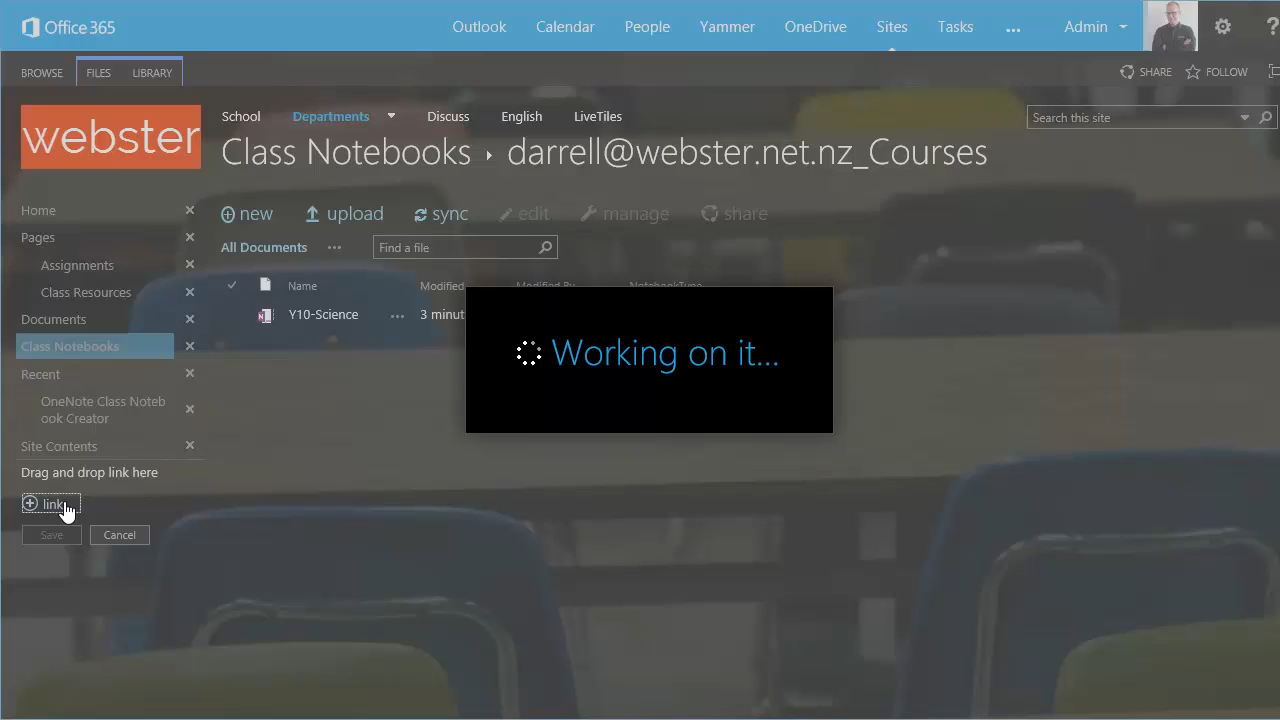 Office 365
Outlook Calendar People Yammer OneDrive Sites Tasks ... Admin ?
BROWSE FILES LIBRARY SHARE FOLLOW
webster
School Departments Discuss English LiveTiles
Search this site
Class Notebooks ▸ darrell@webster.net.nz_Courses
Home
Pages
Assignments
Class Resources
Documents
Class Notebooks
Recent
OneNote Class Noteb
ook Creator
Site Contents
Drag and drop link here
link
Save Cancel
new upload sync edit manage share
All Documents ... Find a file
Name Modified Modified By NotebookType
Y10-Science ... 3 minut
Working on it...